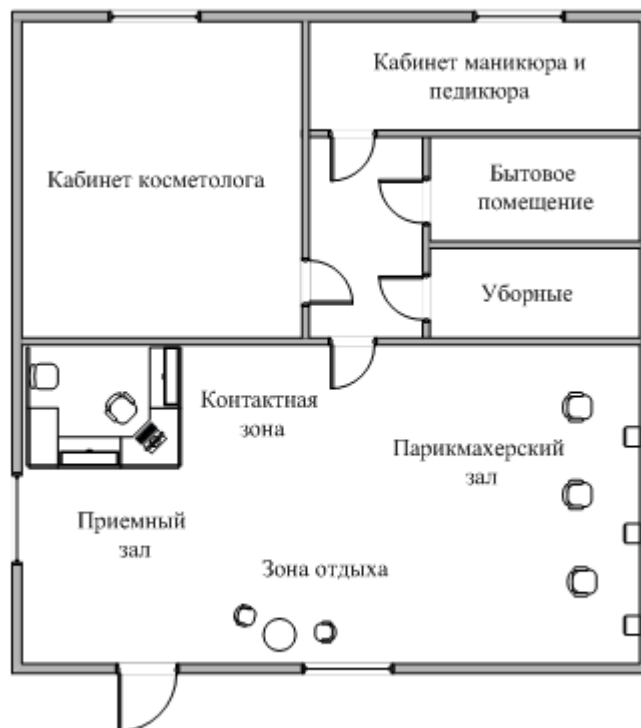 Кабинет маникюра и
педикюра
Кабинет косметолога
Бытовое
помещение
Уборные
Контактная
зона
Парикмахерский
зал
Приемный
зал
Зона отдыха